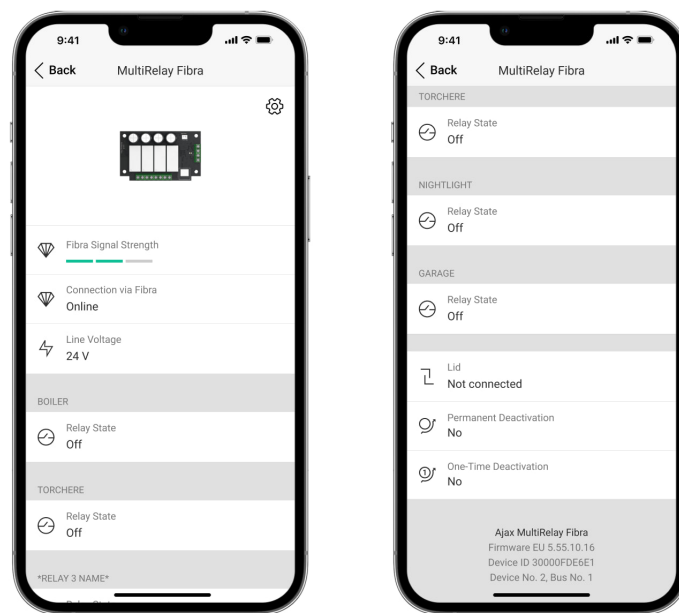 9:41
Back MultiRelay Fibra
Fibra Signal Strength
Connection via Fibra
Online
Line Voltage
24 V
BOILER
Relay State
Off
TORCHERE
Relay State
Off
*RELAY 3 NAME*
Relay State
9:41
Back MultiRelay Fibra
TORCHERE
Relay State
Off
NIGHTLIGHT
Relay State
Off
GARAGE
Relay State
Off
Lid
Not connected
Permanent Deactivation
No
One-Time Deactivation
No
Ajax MultiRelay Fibra
Firmware EU 5.55.10.16
Device ID 30000FDE6E1
Device No. 2, Bus No. 1